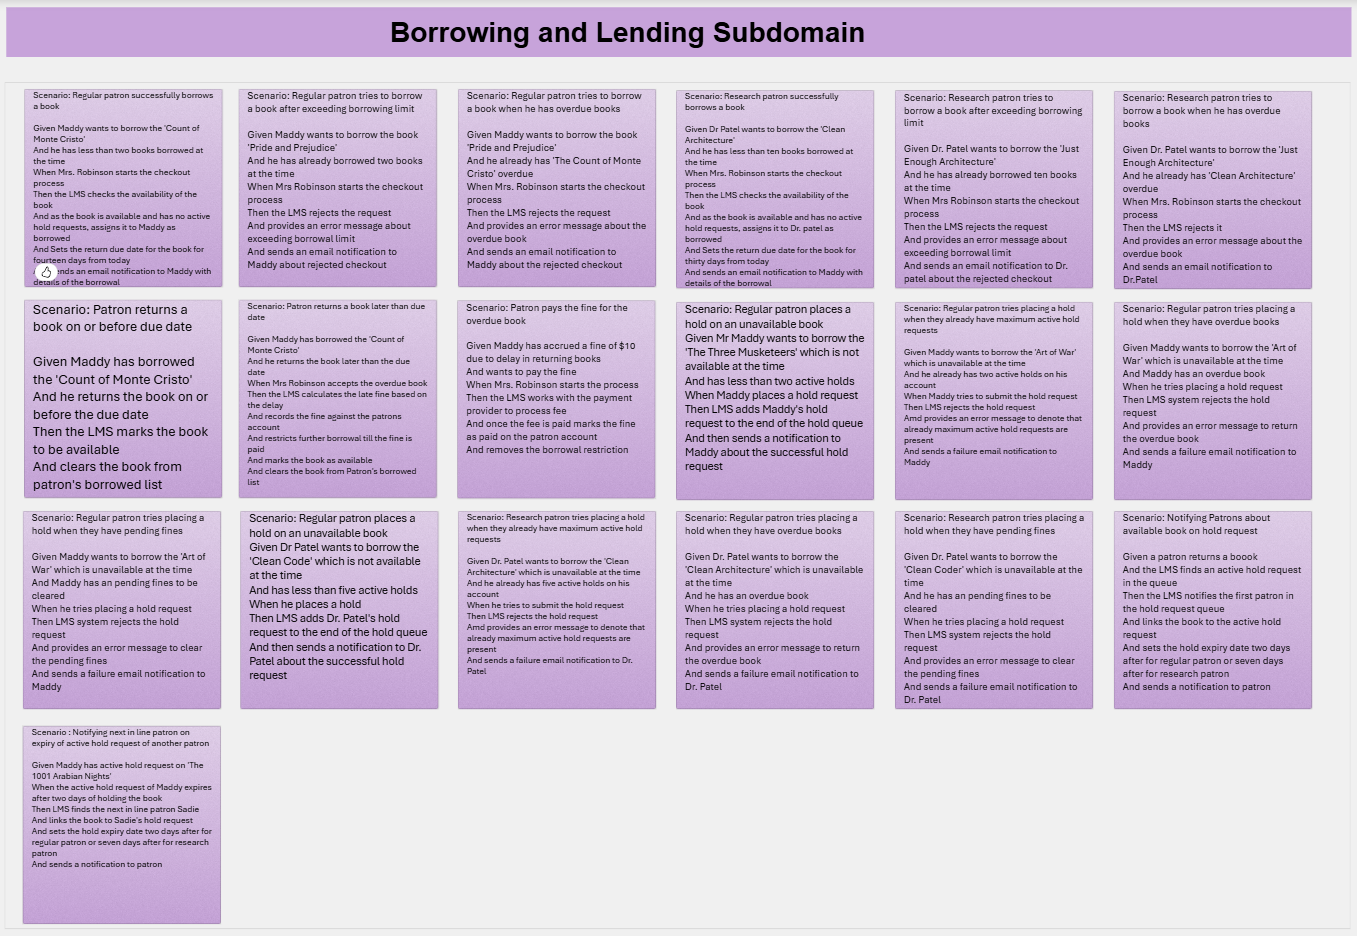 Borrowing and Lending Subdomain
Scenario: Regular patron successfully borrows
a book
Given Maddy wants to borrow the 'Count of
Monte Cristo'
And he has less than two books borrowed at
the time
When Mrs. Robinson starts the checkout
process
Then the LMS checks the availability of the
book
And as the book is available and has no active
hold requests, assigns it to Maddy as
borrowed
And Sets the return due date for the book for
fourteen days from today
nds an email notification to Maddy with
details of the borrowal
Scenario: Regular patron tries to borrow
a book after exceeding borrowing limit
Given Maddy wants to borrow the book
'Pride and Prejudice'
And he has already borrowed two books
at the time
When Mrs Robinson starts the checkout
process
Then the LMS rejects the request
And provides an error message about
exceeding borrowal limit
And sends an email notification to
Maddy about rejected checkout
Scenario: Regular patron tries to borrow
a book when he has overdue books
Given Maddy wants to borrow the book
'Pride and Prejudice'
And he already has 'The Count of Monte
Cristo' overdue
When Mrs. Robinson starts the checkout
process
Then the LMS rejects the request
And provides an error message about the
overdue book
And sends an email notification to
Maddy about the rejected checkout
Scenario: Research patron successfully
borrows a book
Given Dr Patel wants to borrow the 'Clean
Architecture'
And he has less than ten books borrowed at
the time
When Mrs. Robinson starts the checkout
process
Then the LMS checks the availability of the
book
And as the book is available and has no active
hold requests, assigns it to Dr. patel as
borrowed
And Sets the return due date for the book for
thirty days from today
And sends an email notification to Maddy with
details of the borrowal
Scenario: Research patron tries to
borrow a book after exceeding borrowing
limit
Given Dr. Patel wants to borrow the 'Just
Enough Architecture'
And he has already borrowed ten books
at the time
When Mrs Robinson starts the checkout
process
Then the LMS rejects the request
And provides an error message about
exceeding borrowal limit
And sends an email notification to Dr.
patel about the rejected checkout
Scenario: Research patron tries to
borrow a book when he has overdue
books
Given Dr. Patel wants to borrow the 'Just
Enough Architecture'
And he already has 'Clean Architecture'
overdue
When Mrs. Robinson starts the checkout
process
Then the LMS rejects it
And provides an error message about the
overdue book
And sends an email notification to
Dr.Patel
Scenario: Patron returns a
book on or before due date
Given Maddy has borrowed
the 'Count of Monte Cristo'
And he returns the book on or
before the due date
Then the LMS marks the book
to be available
And clears the book from
patron's borrowed list
Scenario: Patron returns a book later than due
date
Given Maddy has borrowed the 'Count of
Monte Cristo'
And he returns the book later than the due
date
When Mrs Robinson accepts the overdue book
Then the LMS calculates the late fine based on
the delay
And records the fine against the patrons
account
And restricts further borrowal till the fine is
paid
And marks the book as available
And clears the book from Patron's borrowed
list
Scenario: Patron pays the fine for the
overdue book
Given Maddy has accrued a fine of $10
due to delay in returning books
And wants to pay the fine
When Mrs. Robinson starts the process
Then the LMS works with the payment
provider to process fee
And once the fee is paid marks the fine
as paid on the patron account
And removes the borrowal restriction
Scenario: Regular patron places a
hold on an unavailable book
Given Mr Maddy wants to borrow the
'The Three Musketeers' which is not
available at the time
And has less than two active holds
When Maddy places a hold request
Then LMS adds Maddy's hold
request to the end of the hold queue
And then sends a notification to
Maddy about the successful hold
request
Scenario: Regular patron tries placing a hold
when they already have maximum active hold
requests
Given Maddy wants to borrow the 'Art of War'
which is unavailable at the time
And he already has two active holds on his
account
When Maddy tries to submit the hold request
Then LMS rejects the hold request
Amd provides an error message to denote that
already maximum active hold requests are
present
And sends a failure email notification to
Maddy
Scenario: Regular patron tries placing a
hold when they have overdue books
Given Maddy wants to borrow the 'Art of
War' which is unavailable at the time
And Maddy has an overdue book
When he tries placing a hold request
Then LMS system rejects the hold
request
And provides an error message to return
the overdue book
And sends a failure email notification to
Maddy
Scenario: Regular patron tries placing a
hold when they have pending fines
Given Maddy wants to borrow the 'Art of
War' which is unavailable at the time
And Maddy has an pending fines to be
cleared
When he tries placing a hold request
Then LMS system rejects the hold
request
And provides an error message to clear
the pending fines
And sends a failure email notification to
Maddy
Scenario: Regular patron places a
hold on an unavailable book
Given Dr Patel wants to borrow the
'Clean Code' which is not available
at the time
And has less than five active holds
When he places a hold
Then LMS adds Dr. Patel's hold
request to the end of the hold queue
And then sends a notification to Dr.
Patel about the successful hold
request
Scenario: Research patron tries placing a hold
when they already have maximum active hold
requests
Given Dr. Patel wants to borrow the 'Clean
Architecture' which is unavailable at the time
And he already has five active holds on his
account
When he tries to submit the hold request
Then LMS rejects the hold request
Amd provides an error message to denote that
already maximum active hold requests are
present
And sends a failure email notification to Dr.
Patel
Scenario: Regular patron tries placing a
hold when they have overdue books
Given Dr. Patel wants to borrow the
'Clean Architecture' which is unavailable
at the time
And he has an overdue book
When he tries placing a hold request
Then LMS system rejects the hold
request
And provides an error message to return
the overdue book
And sends a failure email notification to
Dr. Patel
Scenario: Research patron tries placing a
hold when they have pending fines
Given Dr. Patel wants to borrow the
'Clean Coder' which is unavailable at the
time
And he has an pending fines to be
cleared
When he tries placing a hold request
Then LMS system rejects the hold
request
And provides an error message to clear
the pending fines
And sends a failure email notification to
Dr. Patel
Scenario: Notifying Patrons about
available book on hold request
Given a patron returns a boook
And the LMS finds an active hold request
in the queue
Then the LMS notifies the first patron in
the hold request queue
And links the book to the active hold
request
And sets the hold expiry date two days
after for regular patron or seven days
after for research patron
And sends a notification to patron
Scenario : Notifying next in line patron on
expiry of active hold request of another patron
Given Maddy has active hold request on 'The
1001 Arabian Nights'
When the active hold request of Maddy expires
after two days of holding the book
Then LMS finds the next in line patron Sadie
And links the book to Sadie's hold request
And sets the hold expiry date two days after for
regular patron or seven days after for research
patron
And sends a notification to patron